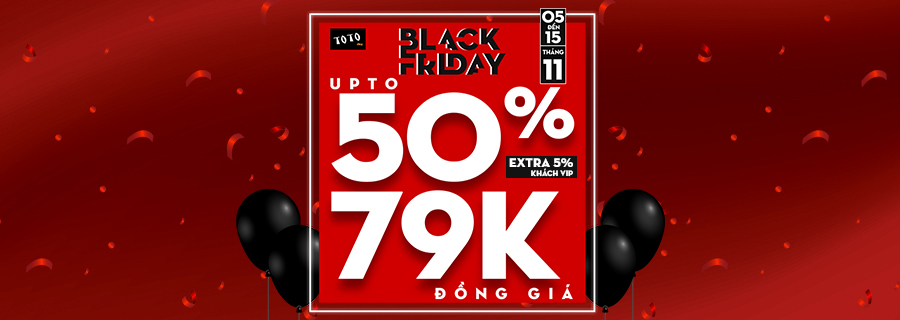 TOTO
BLACK
FRIDAY
05
ĐẾN
15
THÁNG
11
UPTO
50%
EXTRA 5%
KHÁCH VIP
79K
ĐỒNG GIÁ